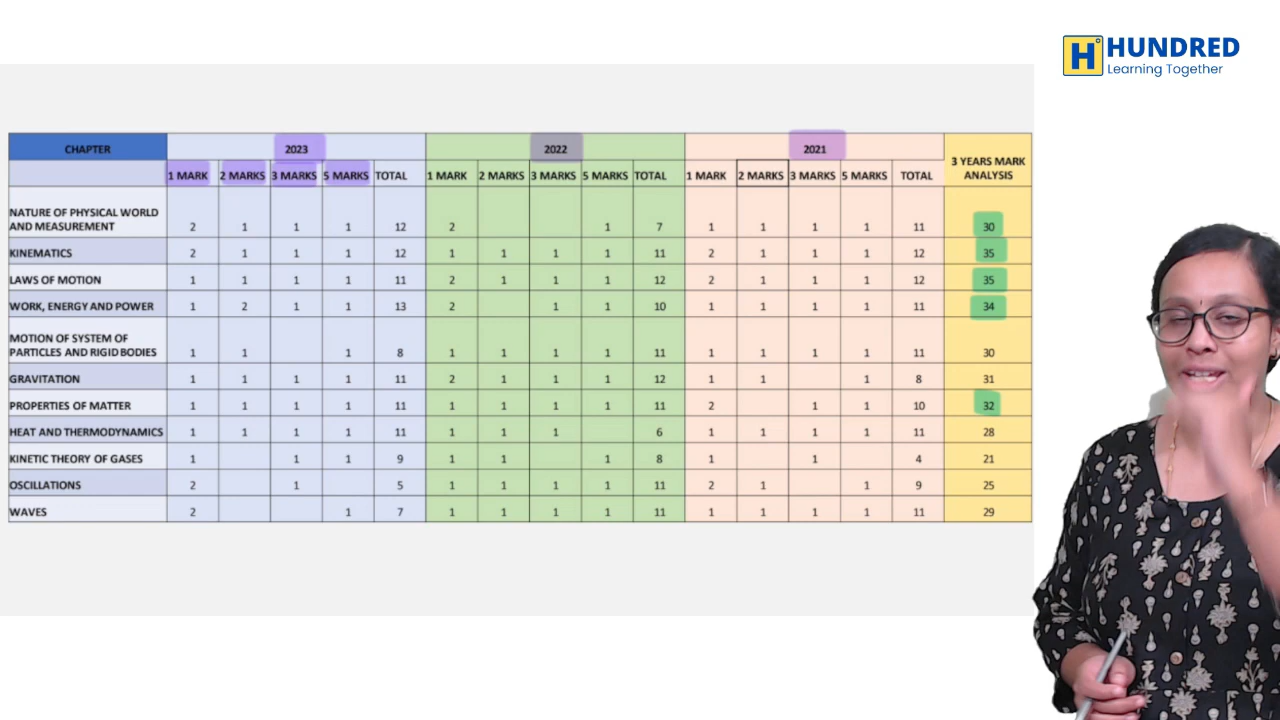 H HUNDRED
Learning Together
CHAPTER 2023 2022 2021 3 YEARS MARK ANALYSIS
1 MARK 2 MARKS 3 MARKS 5 MARKS TOTAL 1 MARK 2 MARKS 3 MARKS 5 MARKS TOTAL 1 MARK 2 MARKS 3 MARKS 5 MARKS TOTAL
NATURE OF PHYSICAL WORLD
AND MEASUREMENT 2 1 1 1 12 2 1 7 1 1 1 1 11 30
KINEMATICS 2 1 1 1 12 1 1 1 1 11 2 1 1 1 12 35
LAWS OF MOTION 1 1 1 1 11 2 1 1 1 12 2 1 1 1 12 35
WORK, ENERGY AND POWER 1 2 1 1 13 2 1 1 10 1 1 1 1 11 34
MOTION OF SYSTEM OF
PARTICLES AND RIGID BODIES 1 1 1 8 1 1 1 1 11 1 1 1 1 11 30
GRAVITATION 1 1 1 1 11 2 1 1 1 12 1 1 1 8 31
PROPERTIES OF MATTER 1 1 1 1 11 1 1 1 1 11 2 1 1 10 32
HEAT AND THERMODYNAMICS 1 1 1 1 11 1 1 1 6 1 1 1 1 11 28
KINETIC THEORY OF GASES 1 1 1 9 1 1 1 8 1 1 4 21
OSCILLATIONS 2 1 5 1 1 1 1 11 2 1 1 9 25
WAVES 2 1 7 1 1 1 1 11 1 1 1 1 11 29